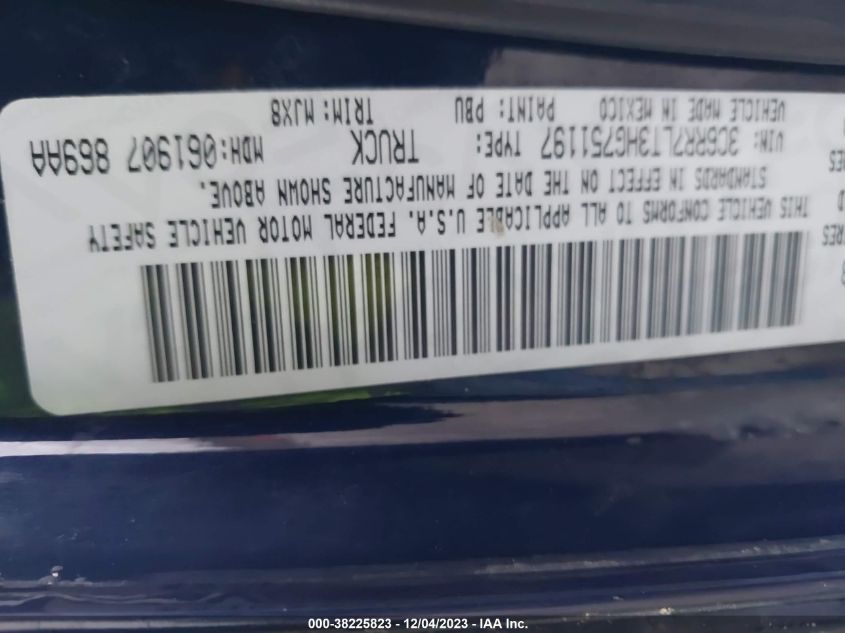 THIS VEHICLE CONFORMS TO ALL APPLICABLE U.S.A. FEDERAL MOTOR VEHICLE SAFETY
STANDARDS IN EFFECT ON THE DATE OF MANUFACTURE SHOWN ABOVE.
VIN: 3C6RR7LT3HG751197 TYPE: TRUCK MDH:061907 869AA
VEHICLE MADE IN MEXICO PAINT: PBU TRIM: MJX8
000-38225823 - 12/04/2023 - IAA Inc.